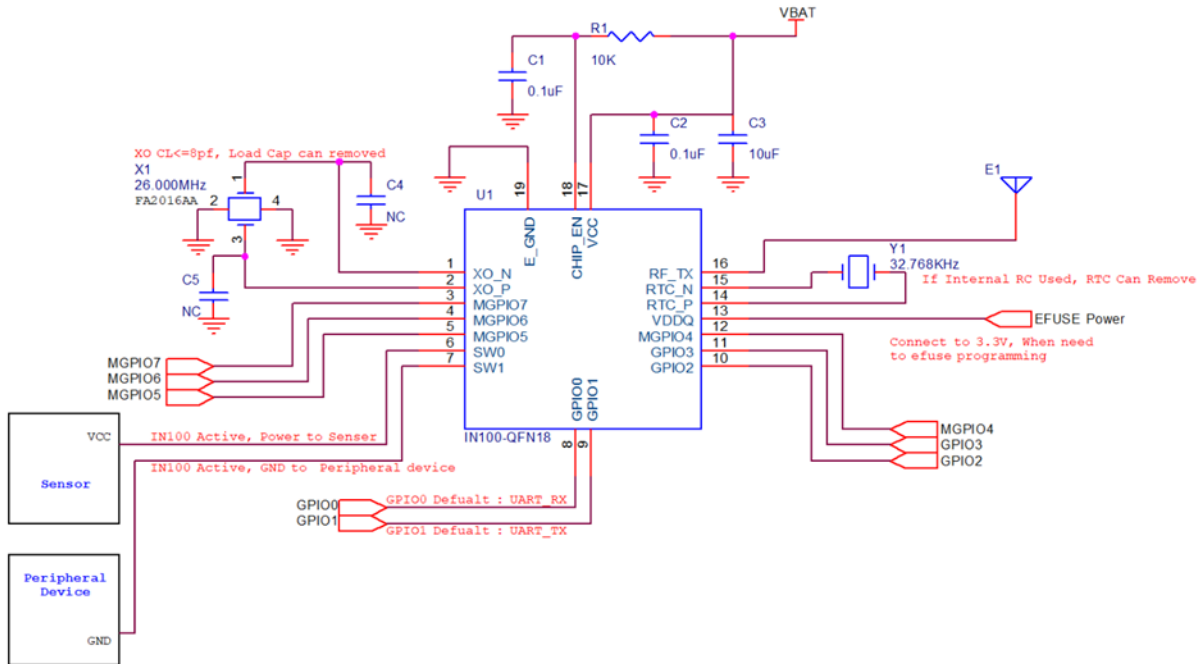 VBAT
R1
10K
C1
0.1uF
C2
0.1uF
C3
10uF
XO CL<=8pf, Load Cap can removed
X1
26.000MHz
FA2016AA
1
2
4
3
C4
NC
C5
NC
U1
19
18
17
E_GND
CHIP_EN
VCC
E1
Y1
32.768KHz
If Internal RC Used, RTC Can Remove
1 XO_N
2 XO_P
3 MGPIO7
4 MGPIO6
5 MGPIO5
6 SW0
7 SW1
RF_TX 16
RTC_N 15
RTC_P 14
VDDQ 13
MGPIO4 12
GPIO3 11
GPIO2 10
EFUSE Power
Connect to 3.3V, When need
to efuse programming
GPIO0
GPIO1
8
9
IN100-QFN18
MGPIO7
MGPIO6
MGPIO5
MGPIO4
GPIO3
GPIO2
VCC
Sensor
IN100 Active, Power to Senser
IN100 Active, GND to Peripheral device
GPIO0
GPIO1
GPIO0 Defualt : UART_RX
GPIO1 Defualt : UART_TX
Peripheral
Device
GND